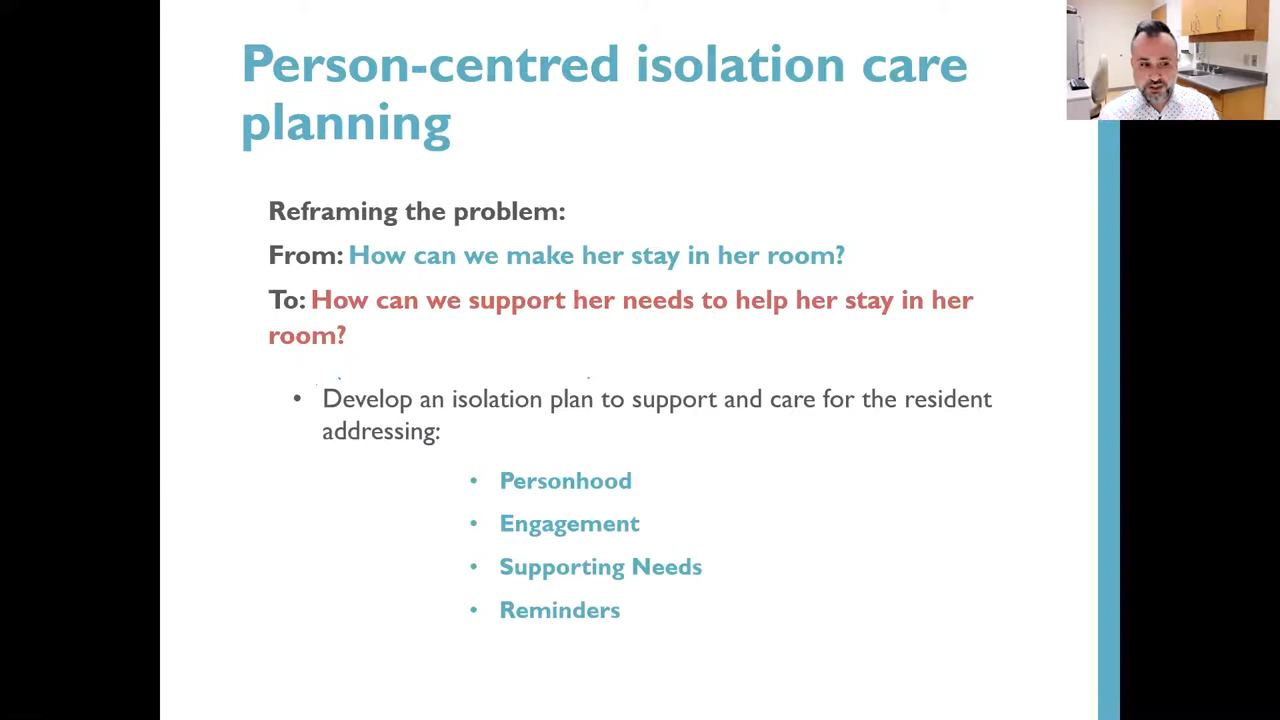 Person-centred isolation care
planning
Reframing the problem:
From: How can we make her stay in her room?
To: How can we support her needs to help her stay in her
room?
• Develop an isolation plan to support and care for the resident
addressing:
• Personhood
• Engagement
• Supporting Needs
• Reminders